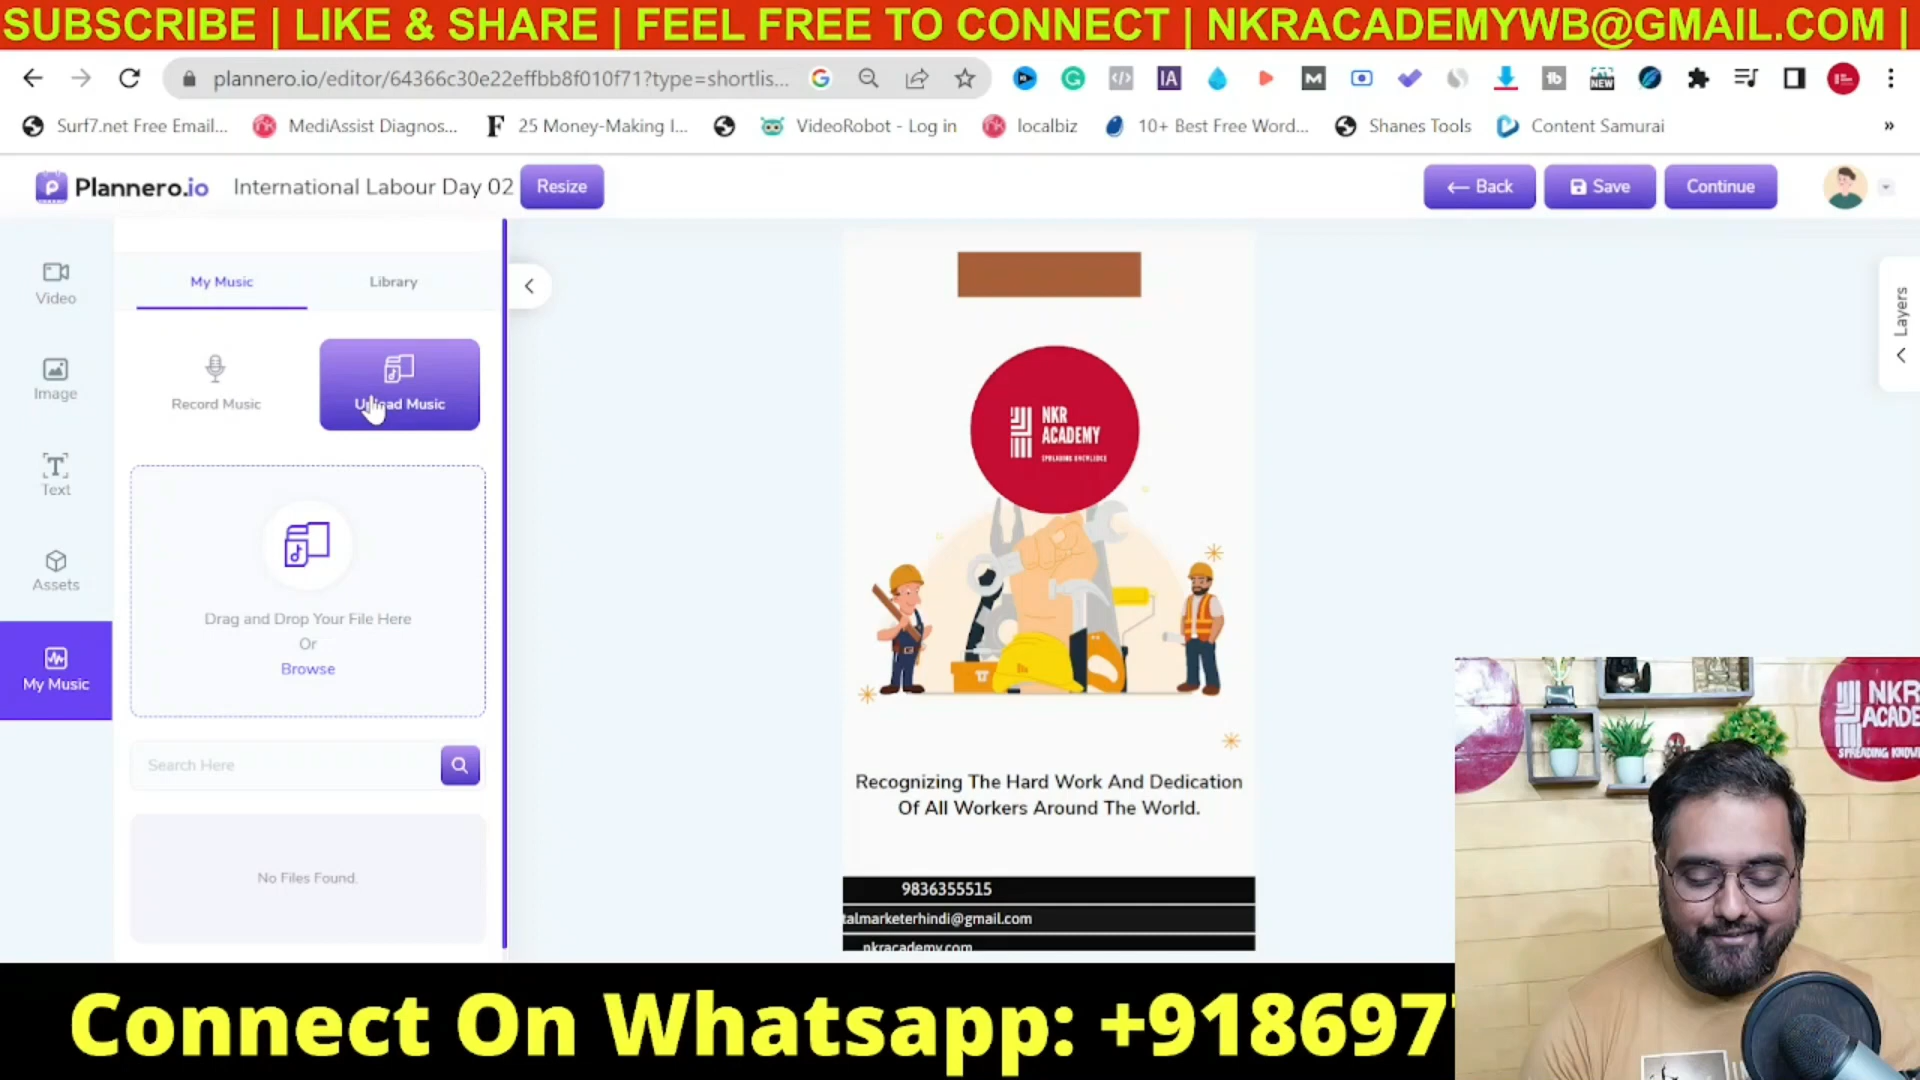 SUBSCRIBE | LIKE & SHARE | FEEL FREE TO CONNECT | NKRACADEMYWB@GMAIL.COM |
plannero.io/editor/64366c30e22effbb8f010f71?type=shortlis...
Surf7.net Free Email... MediAssist Diagnos... 25 Money-Making I... VideoRobot - Log in localbiz 10+ Best Free Word... Shanes Tools Content Samurai »
Plannero.io International Labour Day 02 Resize Back Save Continue
Video
Image
Text
Assets
My Music
My Music Library
Record Music Upload Music
Drag and Drop Your File Here
Or
Browse
Search Here
No Files Found.
NKR
ACADEMY
SPREADING KNOWLEDGE
Recognizing The Hard Work And Dedication
Of All Workers Around The World.
9836355515
talmarketerhindi@gmail.com
nkracademy.com
Layers
NKR
ACADE
SPREADING KNOW
Connect On Whatsapp: +918697